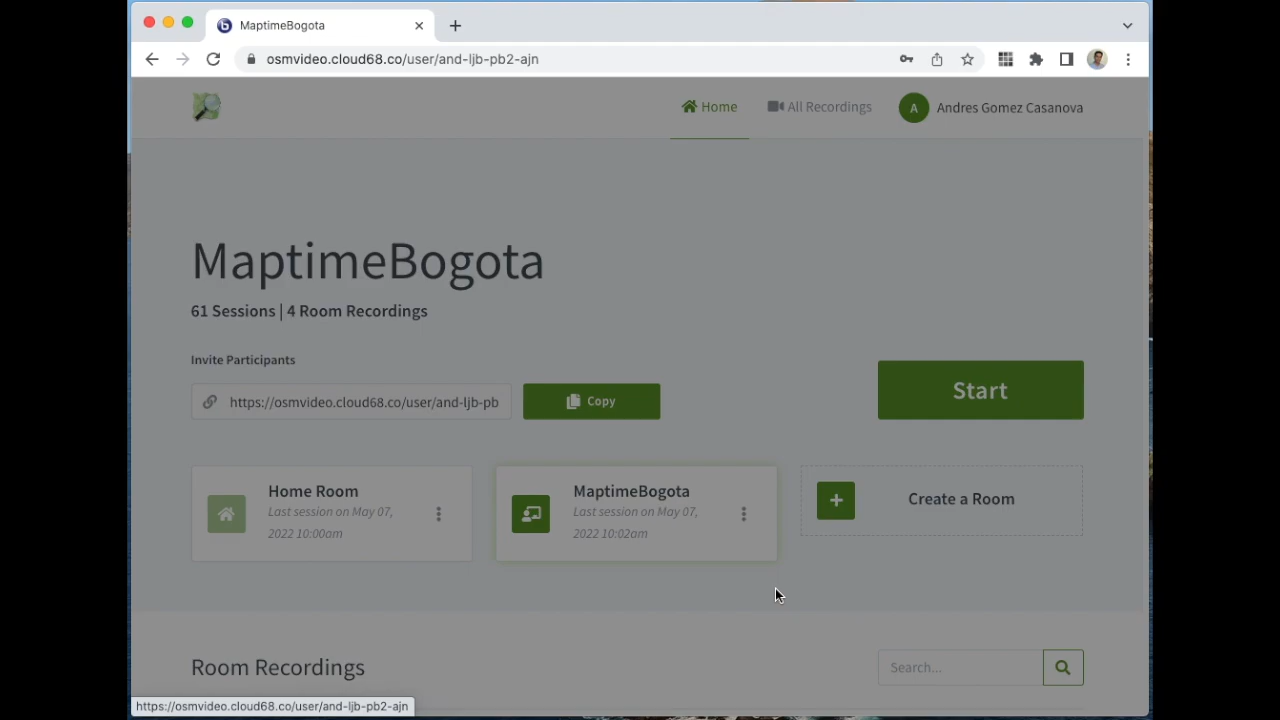 MaptimeBogota
osmvideo.cloud68.co/user/and-ljb-pb2-ajn
Home
All Recordings
A
Andres Gomez Casanova
MaptimeBogota
61 Sessions | 4 Room Recordings
Invite Participants
https://osmvideo.cloud68.co/user/and-ljb-pb
Copy
Start
Home Room
Last session on May 07,
2022 10:00am
MaptimeBogota
Last session on May 07,
2022 10:02am
Create a Room
Room Recordings
Search...
https://osmvideo.cloud68.co/user/and-ljb-pb2-ajn